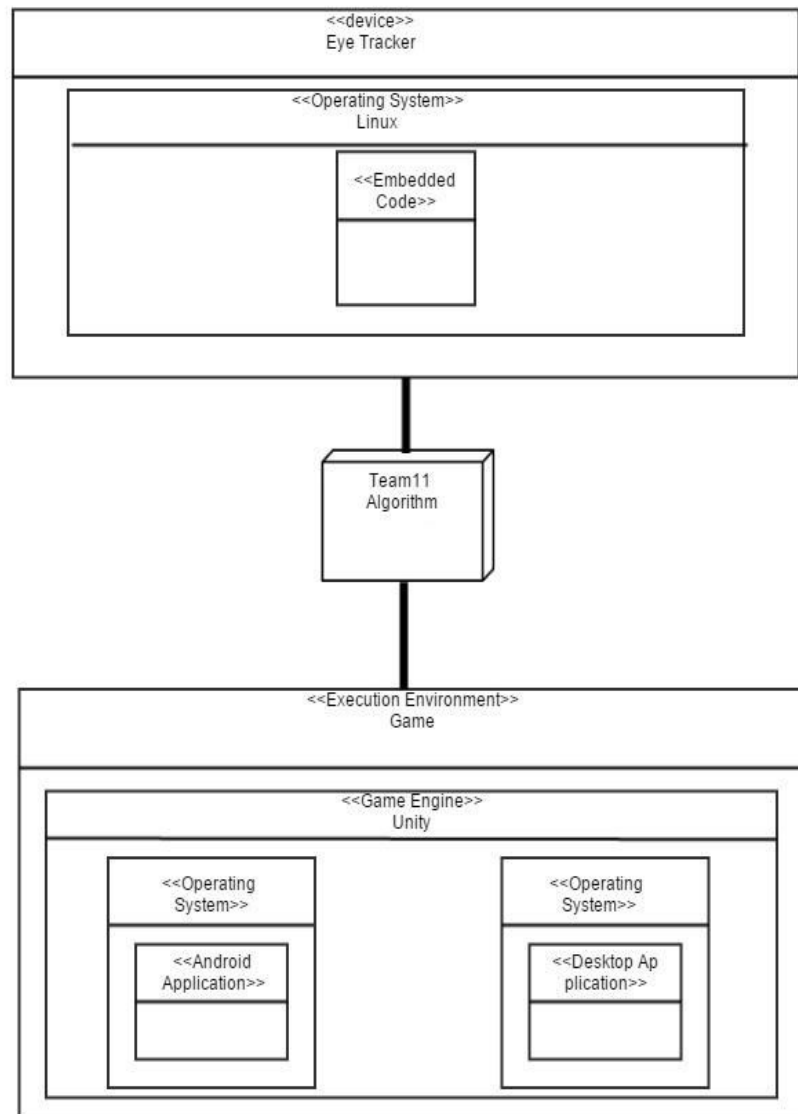 <<device>>
Eye Tracker
<<Operating System>>
Linux
<<Embedded
Code>>
Team11
Algorithm
<<Execution Environment>>
Game
<<Game Engine>>
Unity
<<Operating
System>>
<<Android
Application>>
<<Operating
System>>
<<Desktop Ap
plication>>